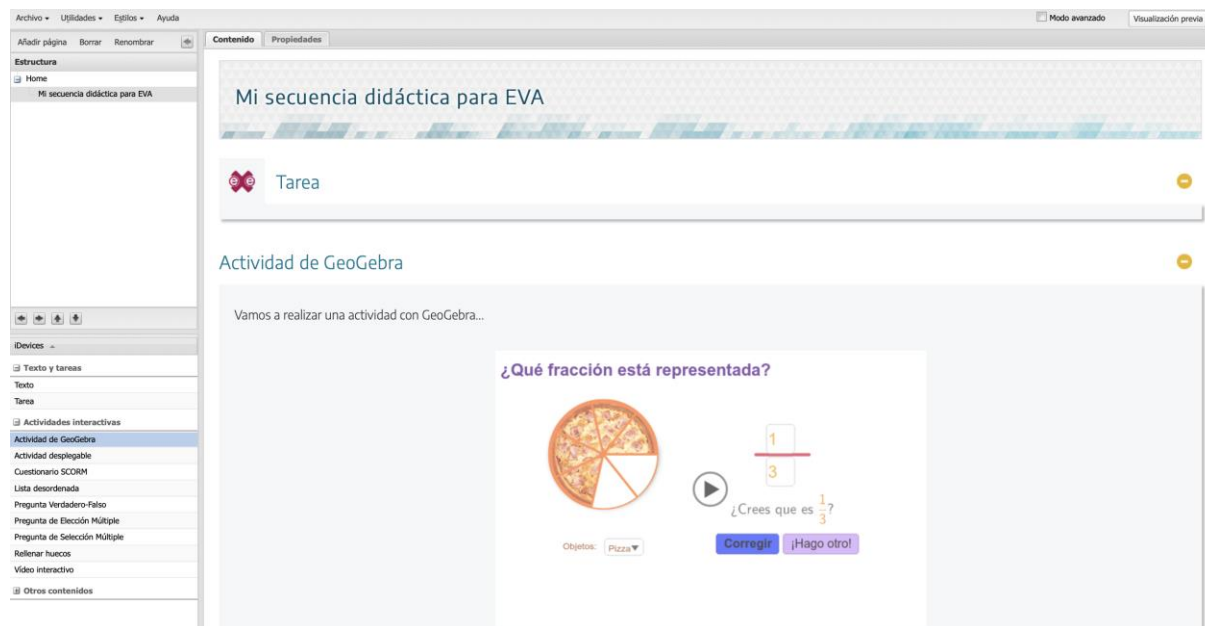 Archivo Utilidades Estilos Ayuda
Modo avanzado Visualización previa
Añadir página Borrar Renombrar
Contenido Propiedades
Estructura
Home
Mi secuencia didáctica para EVA
Mi secuencia didáctica para EVA
Tarea
Actividad de GeoGebra
Vamos a realizar una actividad con GeoGebra...
iDevices
Texto y tareas
Texto
Tarea
Actividades interactivas
Actividad de GeoGebra
Actividad desplegable
Cuestionario SCORM
Lista desordenada
Pregunta Verdadero-Falso
Pregunta de Elección Múltiple
Pregunta de Selección Múltiple
Rellenar huecos
Vídeo interactivo
Otros contenidos
¿Qué fracción está representada?
1
3
¿Crees que es 1/3?
Objetos: Pizza
Corregir ¡Hago otro!